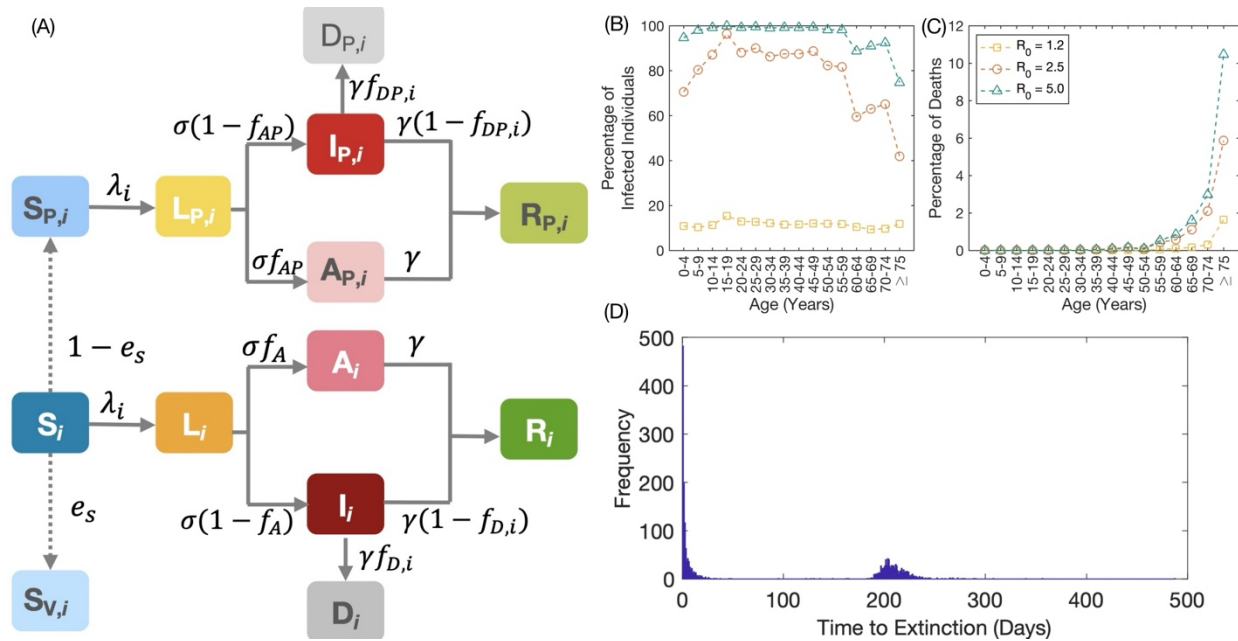 (A)
D_{P,i}
γf_{DP,i}
σ(1 − f_{AP})
I_{P,i}
γ(1 − f_{DP,i})
S_{P,i}
λ_i
L_{P,i}
R_{P,i}
σf_{AP}
A_{P,i}
γ
1 − e_s
σf_A
A_i
γ
S_i
λ_i
L_i
R_i
e_s
σ(1 − f_A)
I_i
γ(1 − f_{D,i})
γf_{D,i}
S_{V,i}
D_i
(B)
Percentage of
Infected Individuals
100
80
60
40
20
0
0-4
5-9
10-14
15-19
20-24
25-29
30-34
35-39
40-44
45-49
50-54
55-59
60-64
65-69
70-74
≥ 75
Age (Years)
(C)
Percentage of Deaths
12
10
8
6
4
2
0
R_0 = 1.2
R_0 = 2.5
R_0 = 5.0
0-4
5-9
10-14
15-19
20-24
25-29
30-34
35-39
40-44
45-49
50-54
55-59
60-64
65-69
70-74
≥ 75
Age (Years)
(D)
Frequency
500
400
300
200
100
0
0 100 200 300 400 500
Time to Extinction (Days)